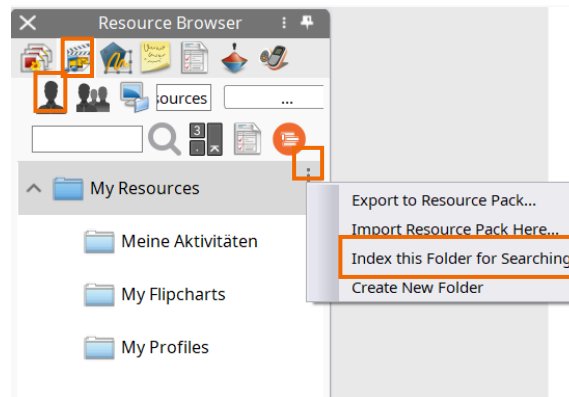 Resource Browser
sources
...
My Resources
Export to Resource Pack...
Import Resource Pack Here...
Index this Folder for Searching
Create New Folder
Meine Aktivitäten
My Flipcharts
My Profiles